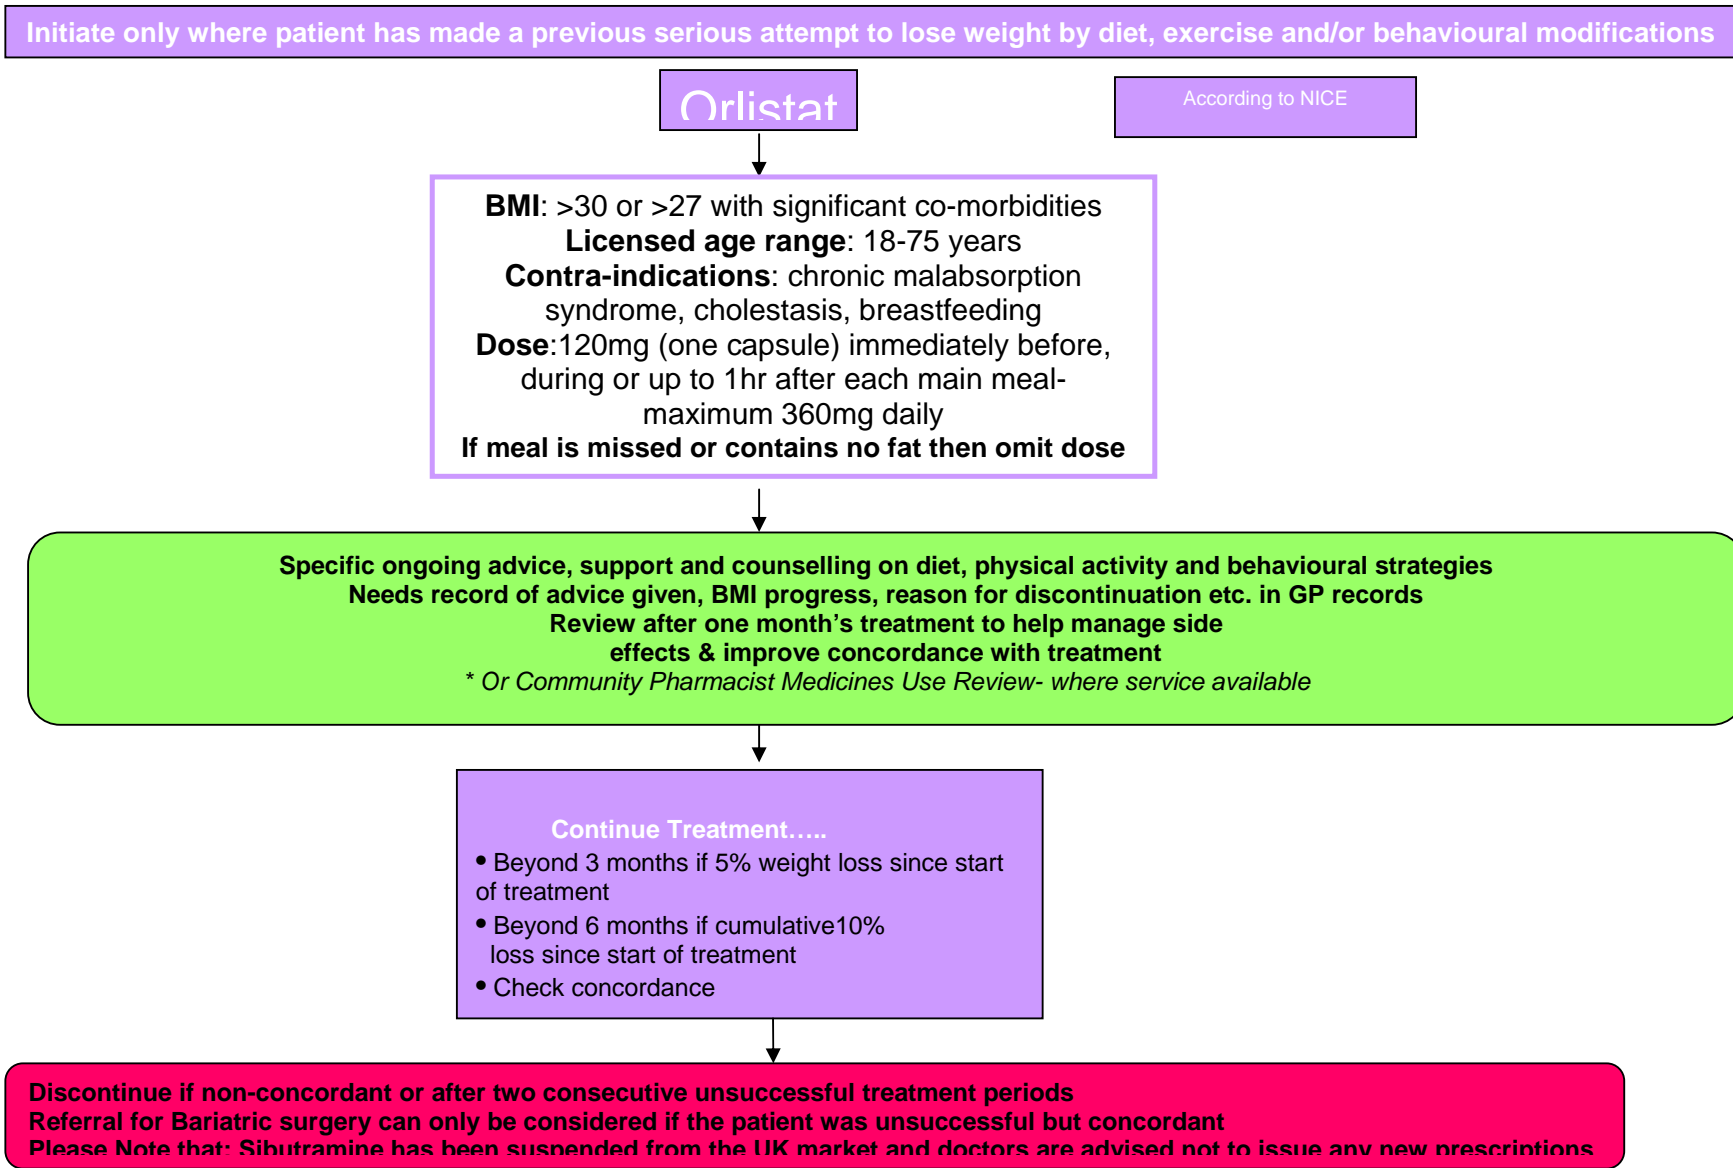 Initiate only where patient has made a previous serious attempt to lose weight by diet, exercise and/or behavioural modifications
Orlistat
According to NICE
BMI: >30 or >27 with significant co-morbidities
Licensed age range: 18-75 years
Contra-indications: chronic malabsorption
syndrome, cholestasis, breastfeeding
Dose:120mg (one capsule) immediately before,
during or up to 1hr after each main meal-
maximum 360mg daily
If meal is missed or contains no fat then omit dose
Specific ongoing advice, support and counselling on diet, physical activity and behavioural strategies
Needs record of advice given, BMI progress, reason for discontinuation etc. in GP records
Review after one month's treatment to help manage side
effects & improve concordance with treatment
* Or Community Pharmacist Medicines Use Review- where service available
Continue Treatment…..
• Beyond 3 months if 5% weight loss since start
of treatment
• Beyond 6 months if cumulative10%
loss since start of treatment
• Check concordance
Discontinue if non-concordant or after two consecutive unsuccessful treatment periods
Referral for Bariatric surgery can only be considered if the patient was unsuccessful but concordant
Please Note that: Sibutramine has been suspended from the UK market and doctors are advised not to issue any new prescriptions